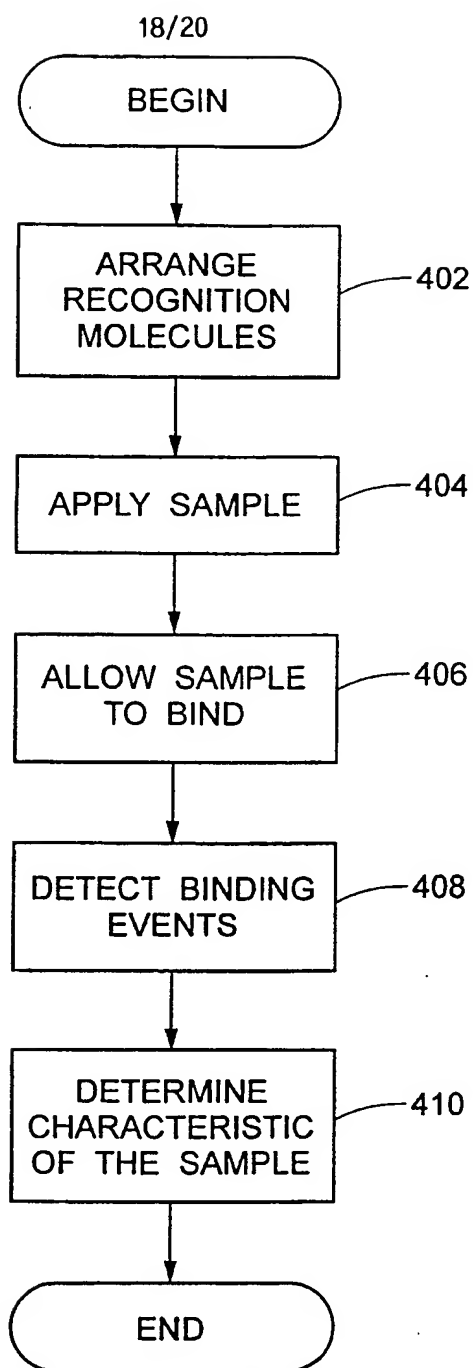 18/20
BEGIN
ARRANGE
RECOGNITION
MOLECULES
402
APPLY SAMPLE
404
ALLOW SAMPLE
TO BIND
406
DETECT BINDING
EVENTS
408
DETERMINE
CHARACTERISTIC
OF THE SAMPLE
410
END